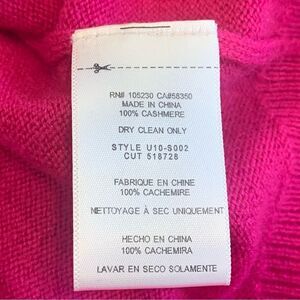 RN# 105230 CA#58350
MADE IN CHINA
100% CASHMERE
DRY CLEAN ONLY
STYLE U10-S002
CUT 518728
FABRIQUE EN CHINE
100% CACHEMIRE
NETTOYAGE À SEC UNIQUEMENT
HECHO EN CHINA
100% CACHEMIRA
LAVAR EN SECO SOLAMENTE